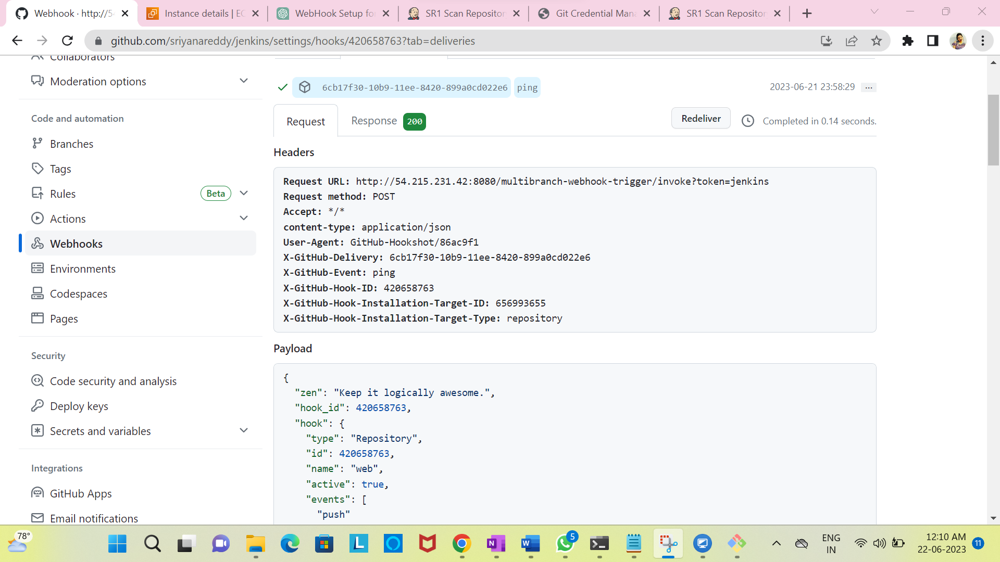 Webhook · http://5
Instance details | EC
WebHook Setup fo
SR1 Scan Repositor
Git Credential Mana
SR1 Scan Repositor
github.com/sriyanareddy/jenkins/settings/hooks/420658763?tab=deliveries
Collaborators
Moderation options
Code and automation
Branches
Tags
Rules
Beta
Actions
Webhooks
Environments
Codespaces
Pages
Security
Code security and analysis
Deploy keys
Secrets and variables
Integrations
GitHub Apps
Email notifications
6cb17f30-10b9-11ee-8420-899a0cd022e6
ping
2023-06-21 23:58:29
...
Request
Response 200
Redeliver
Completed in 0.14 seconds.
Headers
Request URL: http://54.215.231.42:8080/multibranch-webhook-trigger/invoke?token=jenkins
Request method: POST
Accept: */*
content-type: application/json
User-Agent: GitHub-Hookshot/86ac9f1
X-GitHub-Delivery: 6cb17f30-10b9-11ee-8420-899a0cd022e6
X-GitHub-Event: ping
X-GitHub-Hook-ID: 420658763
X-GitHub-Hook-Installation-Target-ID: 656993655
X-GitHub-Hook-Installation-Target-Type: repository
Payload
{
"zen": "Keep it logically awesome.",
"hook_id": 420658763,
"hook": {
"type": "Repository",
"id": 420658763,
"name": "web",
"active": true,
"events": [
"push"
78°
L
N
W
5
ENG
IN
12:10 AM
22-06-2023
11